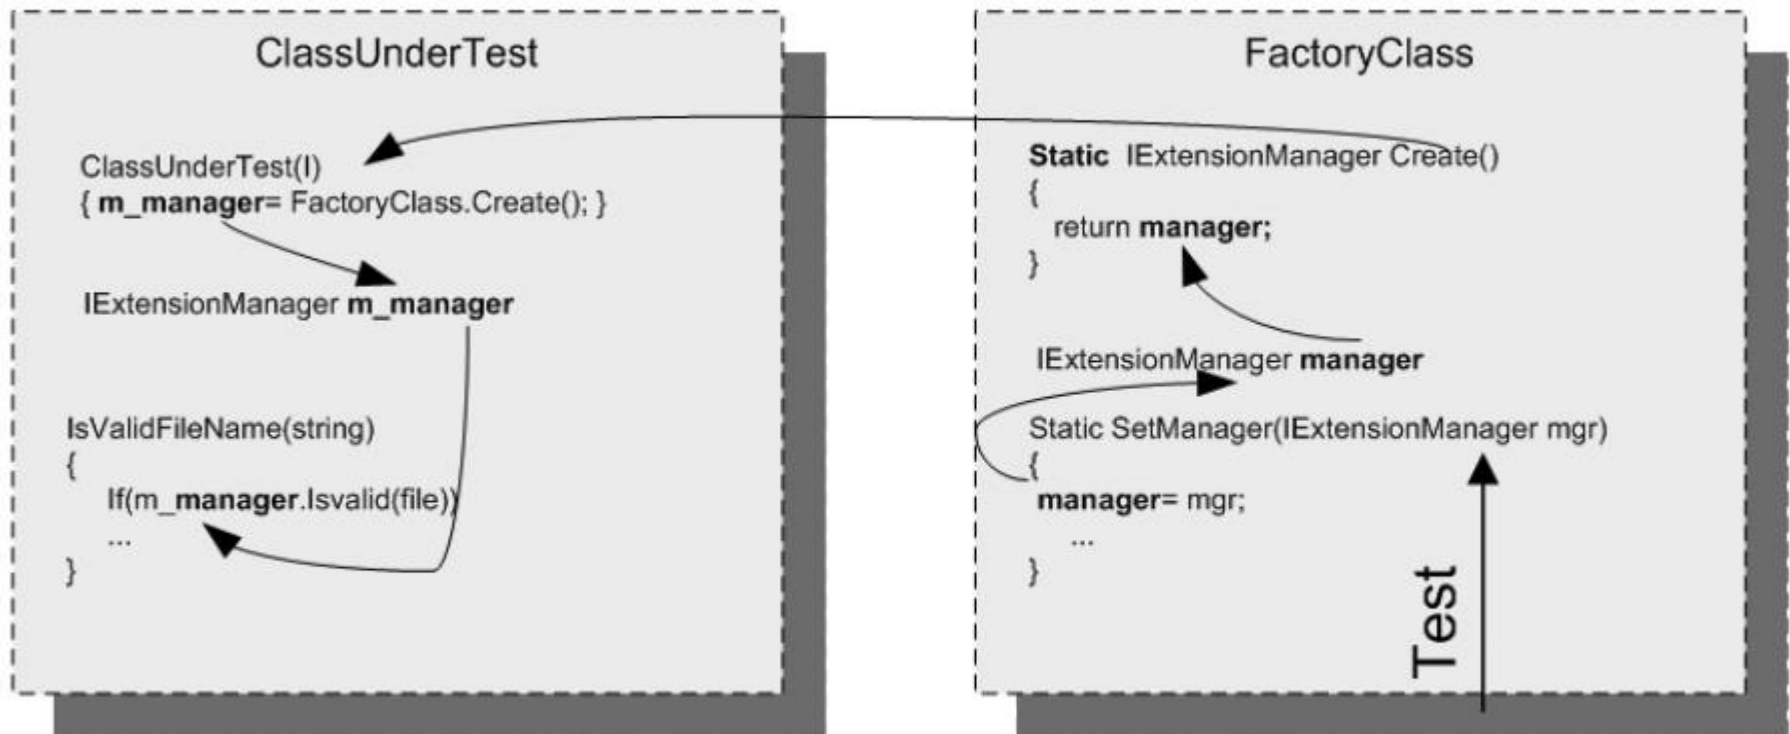 ClassUnderTest
ClassUnderTest(I)
{ m_manager= FactoryClass.Create(); }
IExtensionManager m_manager
IsValidFileName(string)
{
If(m_manager.Isvalid(file))
...
}
FactoryClass
Static IExtensionManager Create()
{
return manager;
}
IExtensionManager manager
Static SetManager(IExtensionManager mgr)
{
manager= mgr;
...
}
Test